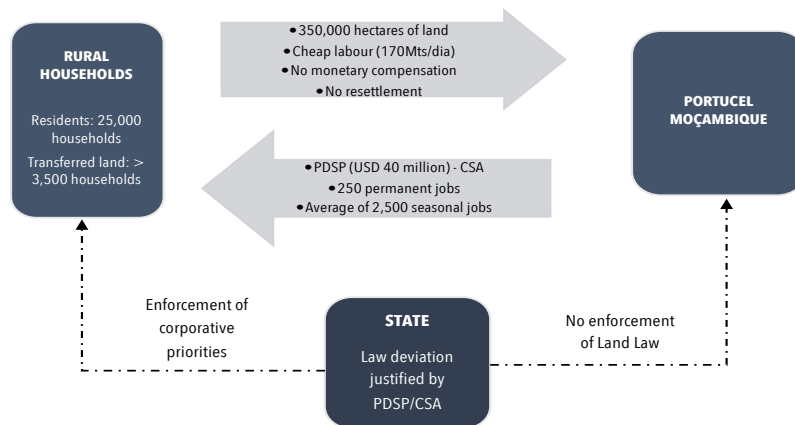 RURAL
HOUSEHOLDS
Residents: 25,000
households
Transferred land: >
3,500 households
• 350,000 hectares of land
• Cheap labour (170Mts/dia)
• No monetary compensation
• No resettlement
PORTUCEL
MOÇAMBIQUE
• PDSP (USD 40 million) - CSA
• 250 permanent jobs
• Average of 2,500 seasonal jobs
Enforcement of
corporative
priorities
STATE
Law deviation
justified by
PDSP/CSA
No enforcement
of Land Law